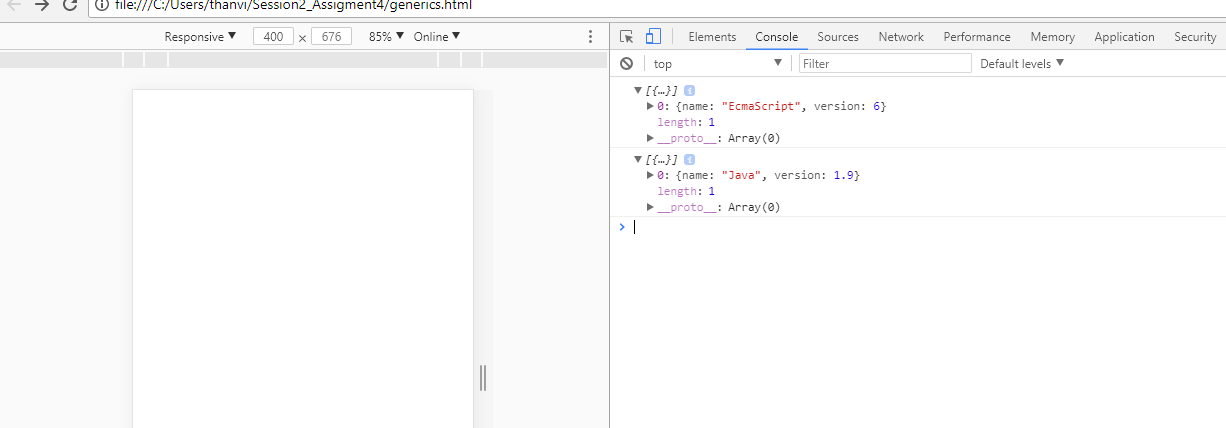 file:///C:/Users/thanvi/Session2_Assigment4/generics.html
Responsive ▼ 400 × 676 85% ▼ Online ▼
Elements Console Sources Network Performance Memory Application Security
top ▼ Filter Default levels ▼
▼ [{…}] i
▶ 0: {name: "EcmaScript", version: 6}
length: 1
▶ __proto__: Array(0)
▼ [{…}] i
▶ 0: {name: "Java", version: 1.9}
length: 1
▶ __proto__: Array(0)
>